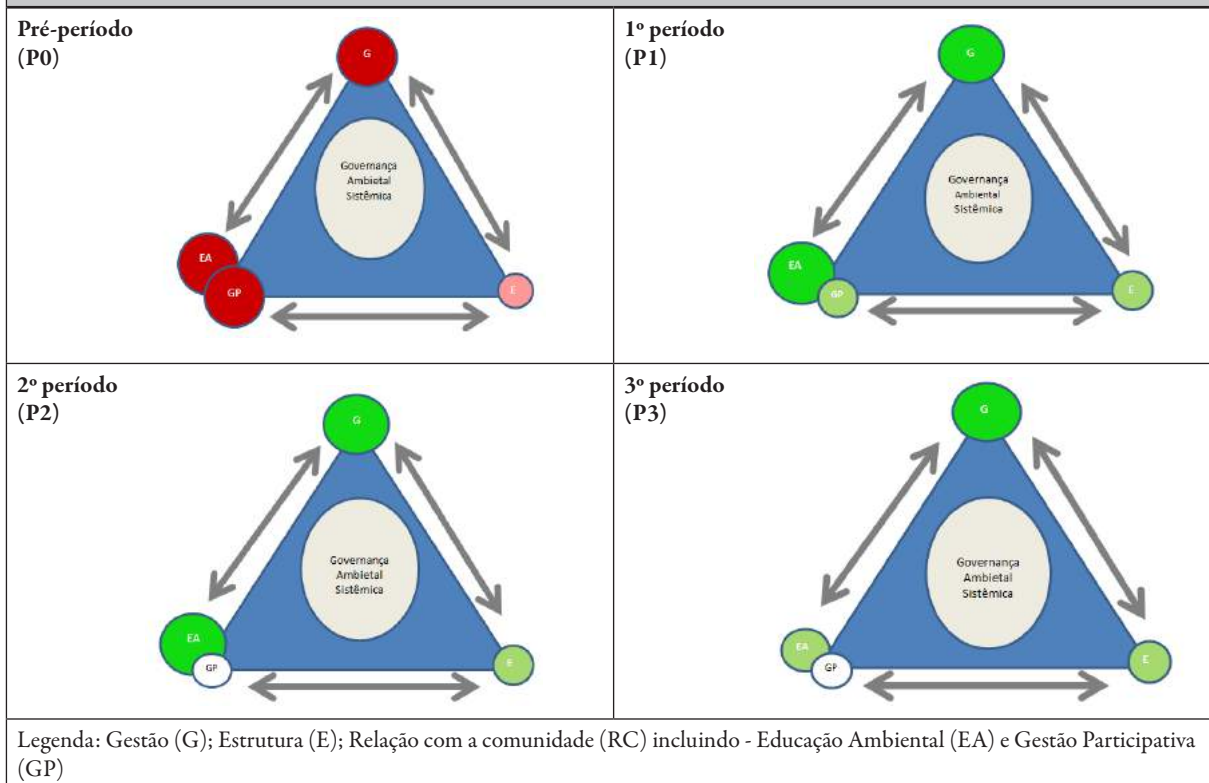 Pré-período
(P0)
G
Governança
Ambietal
Sistêmica
EA
GP
E
1º período
(P1)
G
Governança
Ambiental
Sistêmica
EA
GP
E
2º período
(P2)
G
Governança
Ambietal
Sistêmica
EA
GP
E
3º período
(P3)
G
Governança
Ambietal
Sistêmica
EA
GP
E
Legenda: Gestão (G); Estrutura (E); Relação com a comunidade (RC) incluindo - Educação Ambiental (EA) e Gestão Participativa
(GP)